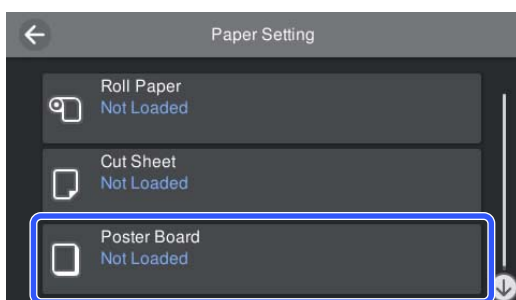 Paper Setting
Roll Paper
Not Loaded
Cut Sheet
Not Loaded
Poster Board
Not Loaded